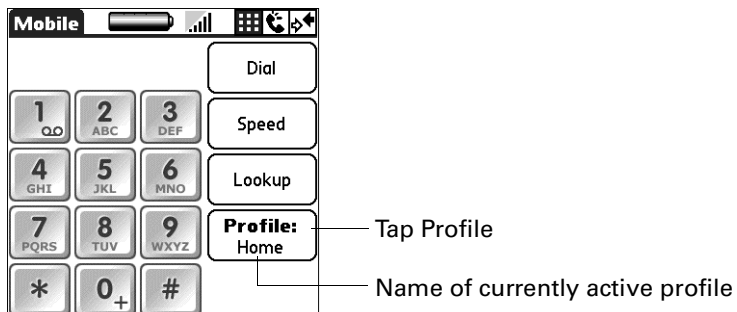 Mobile
Dial
1
2 ABC
3 DEF
Speed
4 GHI
5 JKL
6 MNO
Lookup
7 PQRS
8 TUV
9 WXYZ
Profile:
Home
Tap Profile
* 0+ #
Name of currently active profile